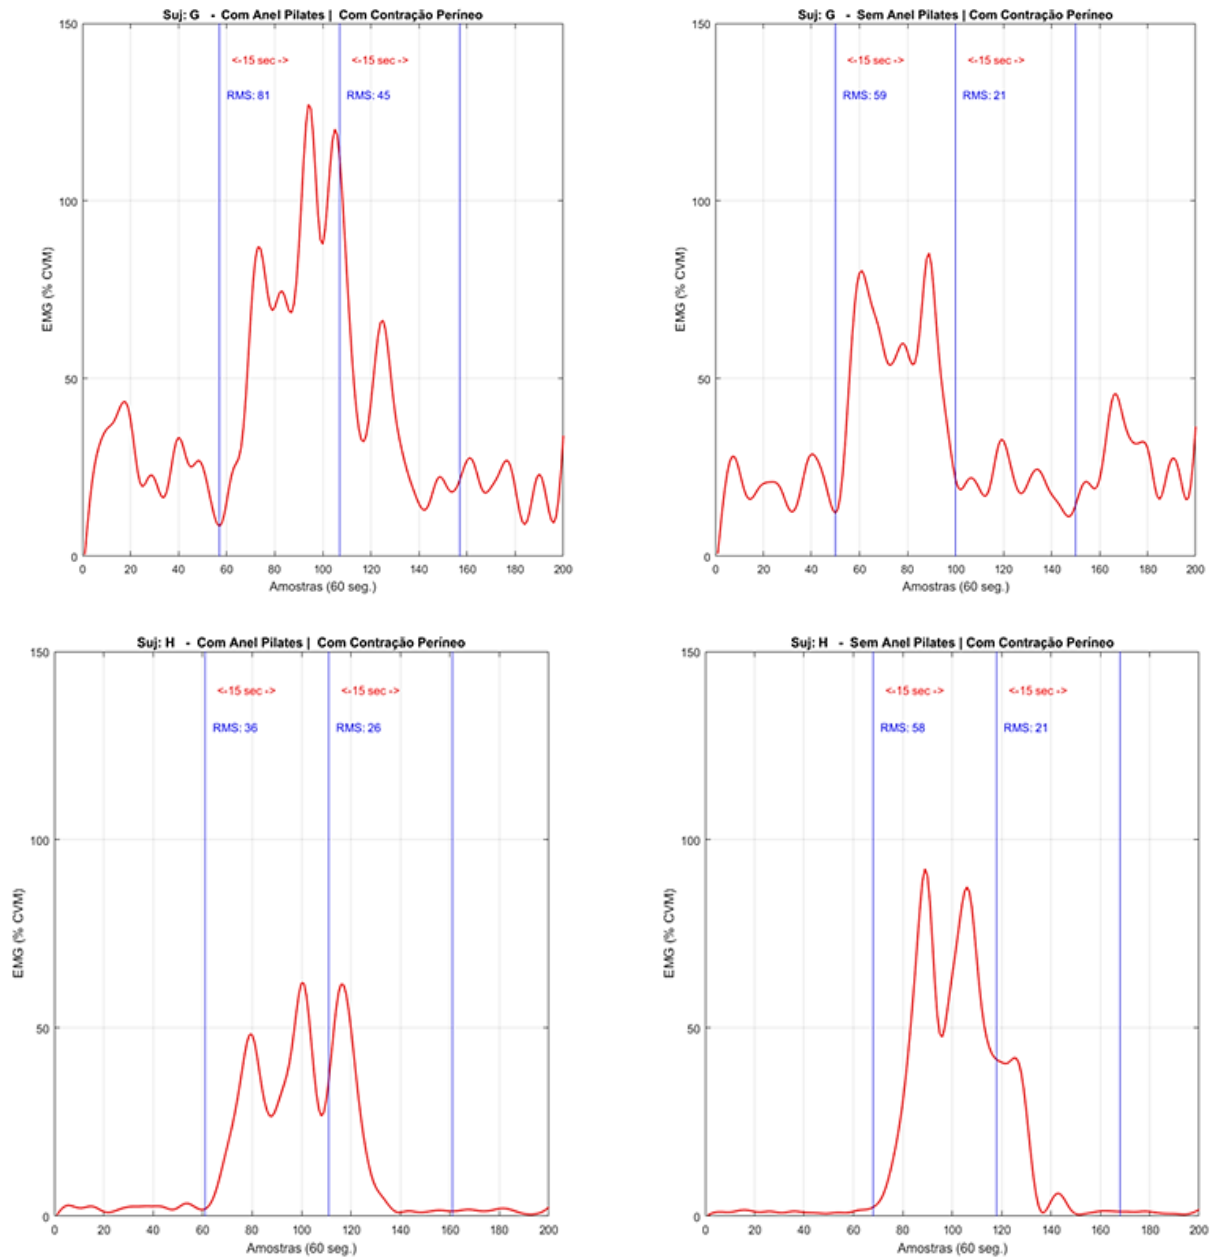 Suj: G - Com Anel Pilates | Com Contração Períneo
150
<-15 sec -> <-15 sec ->
RMS: 81 RMS: 45
100
EMG (% CVM)
50
0
0 20 40 60 80 100 120 140 160 180 200
Amostras (60 seg.)
Suj: G - Sem Anel Pilates | Com Contração Períneo
150
<-15 sec -> <-15 sec ->
RMS: 59 RMS: 21
100
EMG (% CVM)
50
0
0 20 40 60 80 100 120 140 160 180 200
Amostras (60 seg.)
Suj: H - Com Anel Pilates | Com Contração Períneo
150
<-15 sec -> <-15 sec ->
RMS: 36 RMS: 26
100
EMG (% CVM)
50
0
0 20 40 60 80 100 120 140 160 180 200
Amostras (60 seg.)
Suj: H - Sem Anel Pilates | Com Contração Períneo
150
<-15 sec -> <-15 sec ->
RMS: 58 RMS: 21
100
EMG (% CVM)
50
0
0 20 40 60 80 100 120 140 160 180 200
Amostras (60 seg.)